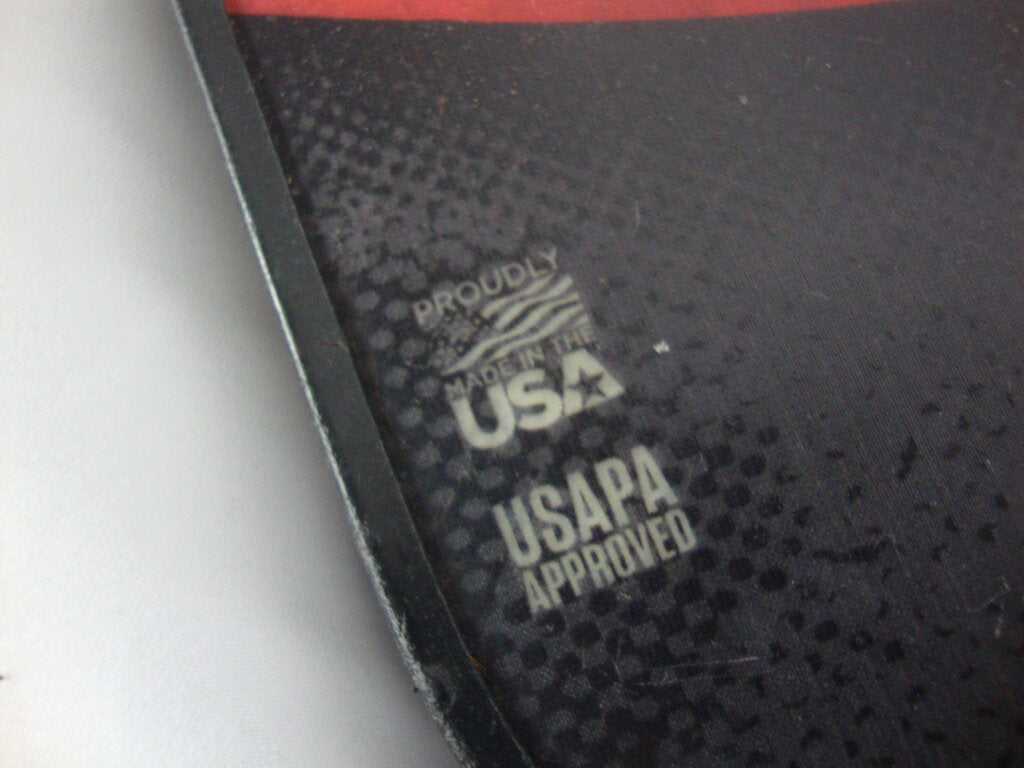 PROUDLY
MADE IN THE
USA
USAPA
APPROVED